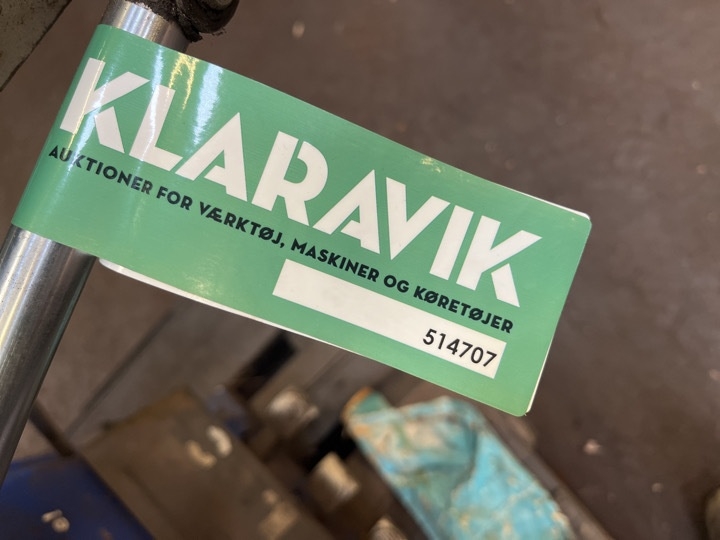 KLARAVIK
AUKTIONER FOR VÆRKTØJ, MASKINER OG KØRETØJER
514707